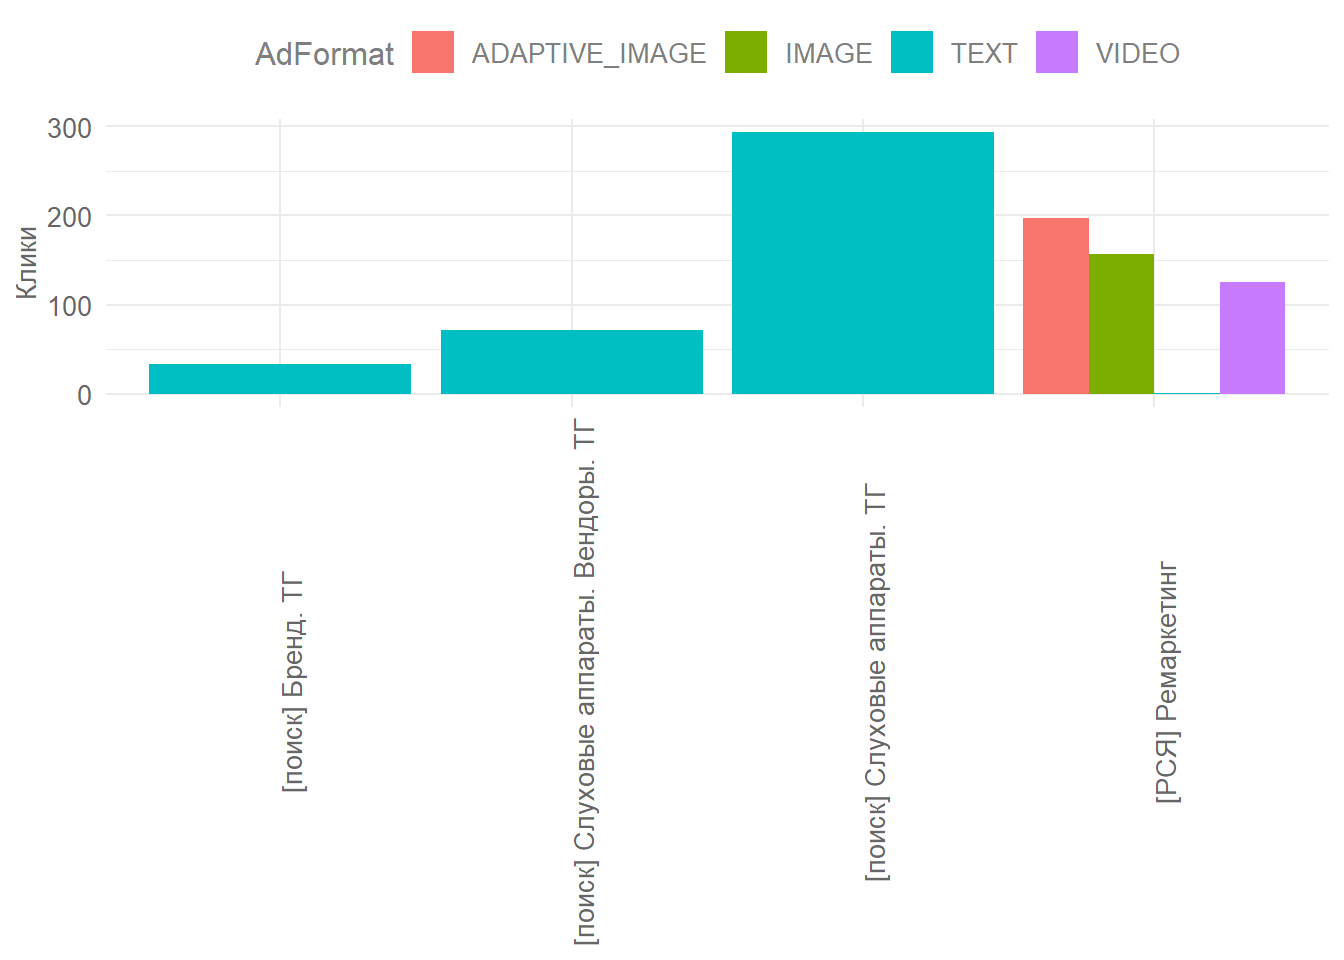 AdFormat ADAPTIVE_IMAGE IMAGE TEXT VIDEO
Клики
300
200
100
0
[поиск] Бренд. ТГ
[поиск] Слуховые аппараты. Вендоры. ТГ
[поиск] Слуховые аппараты. ТГ
[РСЯ] Ремаркетинг